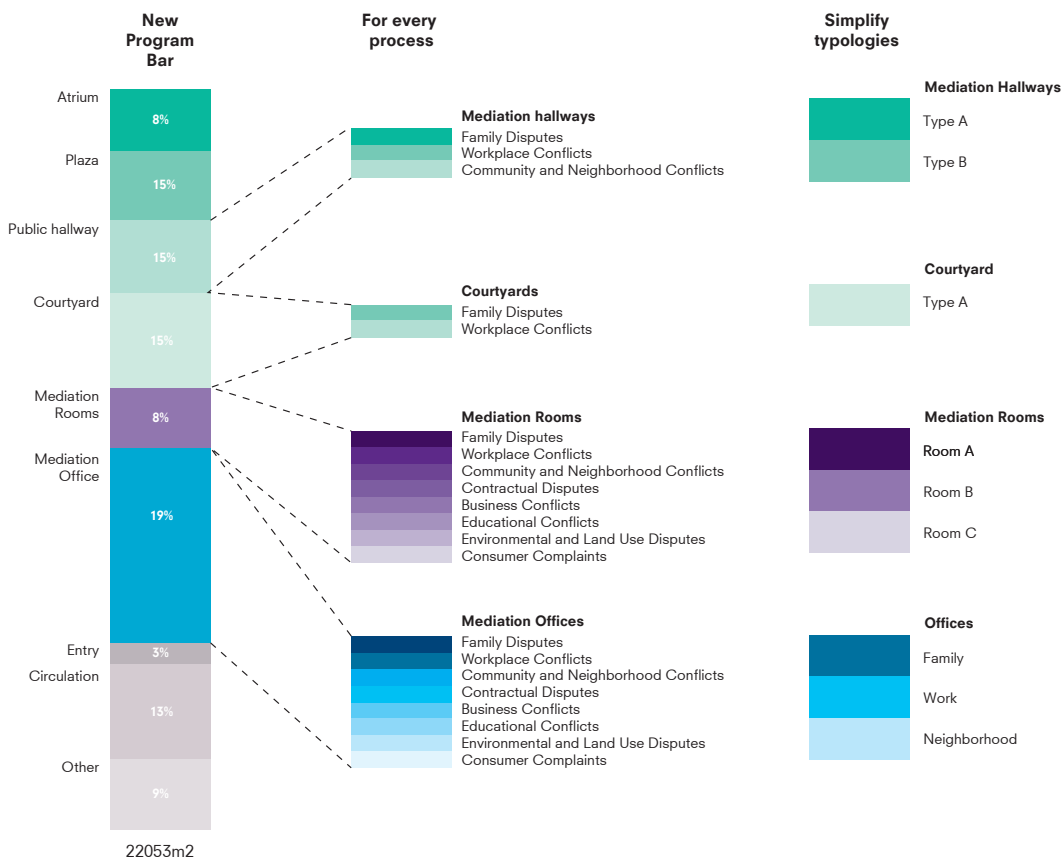 New
Program
Bar
Atrium
8%
Plaza
15%
Public hallway
15%
Courtyard
15%
Mediation
Rooms
8%
Mediation
Office
19%
Entry
3%
Circulation
13%
Other
9%
22053m2
For every
process
Mediation hallways
Family Disputes
Workplace Conflicts
Community and Neighborhood Conflicts
Courtyards
Family Disputes
Workplace Conflicts
Mediation Rooms
Family Disputes
Workplace Conflicts
Community and Neighborhood Conflicts
Contractual Disputes
Business Conflicts
Educational Conflicts
Environmental and Land Use Disputes
Consumer Complaints
Mediation Offices
Family Disputes
Workplace Conflicts
Community and Neighborhood Conflicts
Contractual Disputes
Business Conflicts
Educational Conflicts
Environmental and Land Use Disputes
Consumer Complaints
Simplify
typologies
Mediation Hallways
Type A
Type B
Courtyard
Type A
Mediation Rooms
Room A
Room B
Room C
Offices
Family
Work
Neighborhood